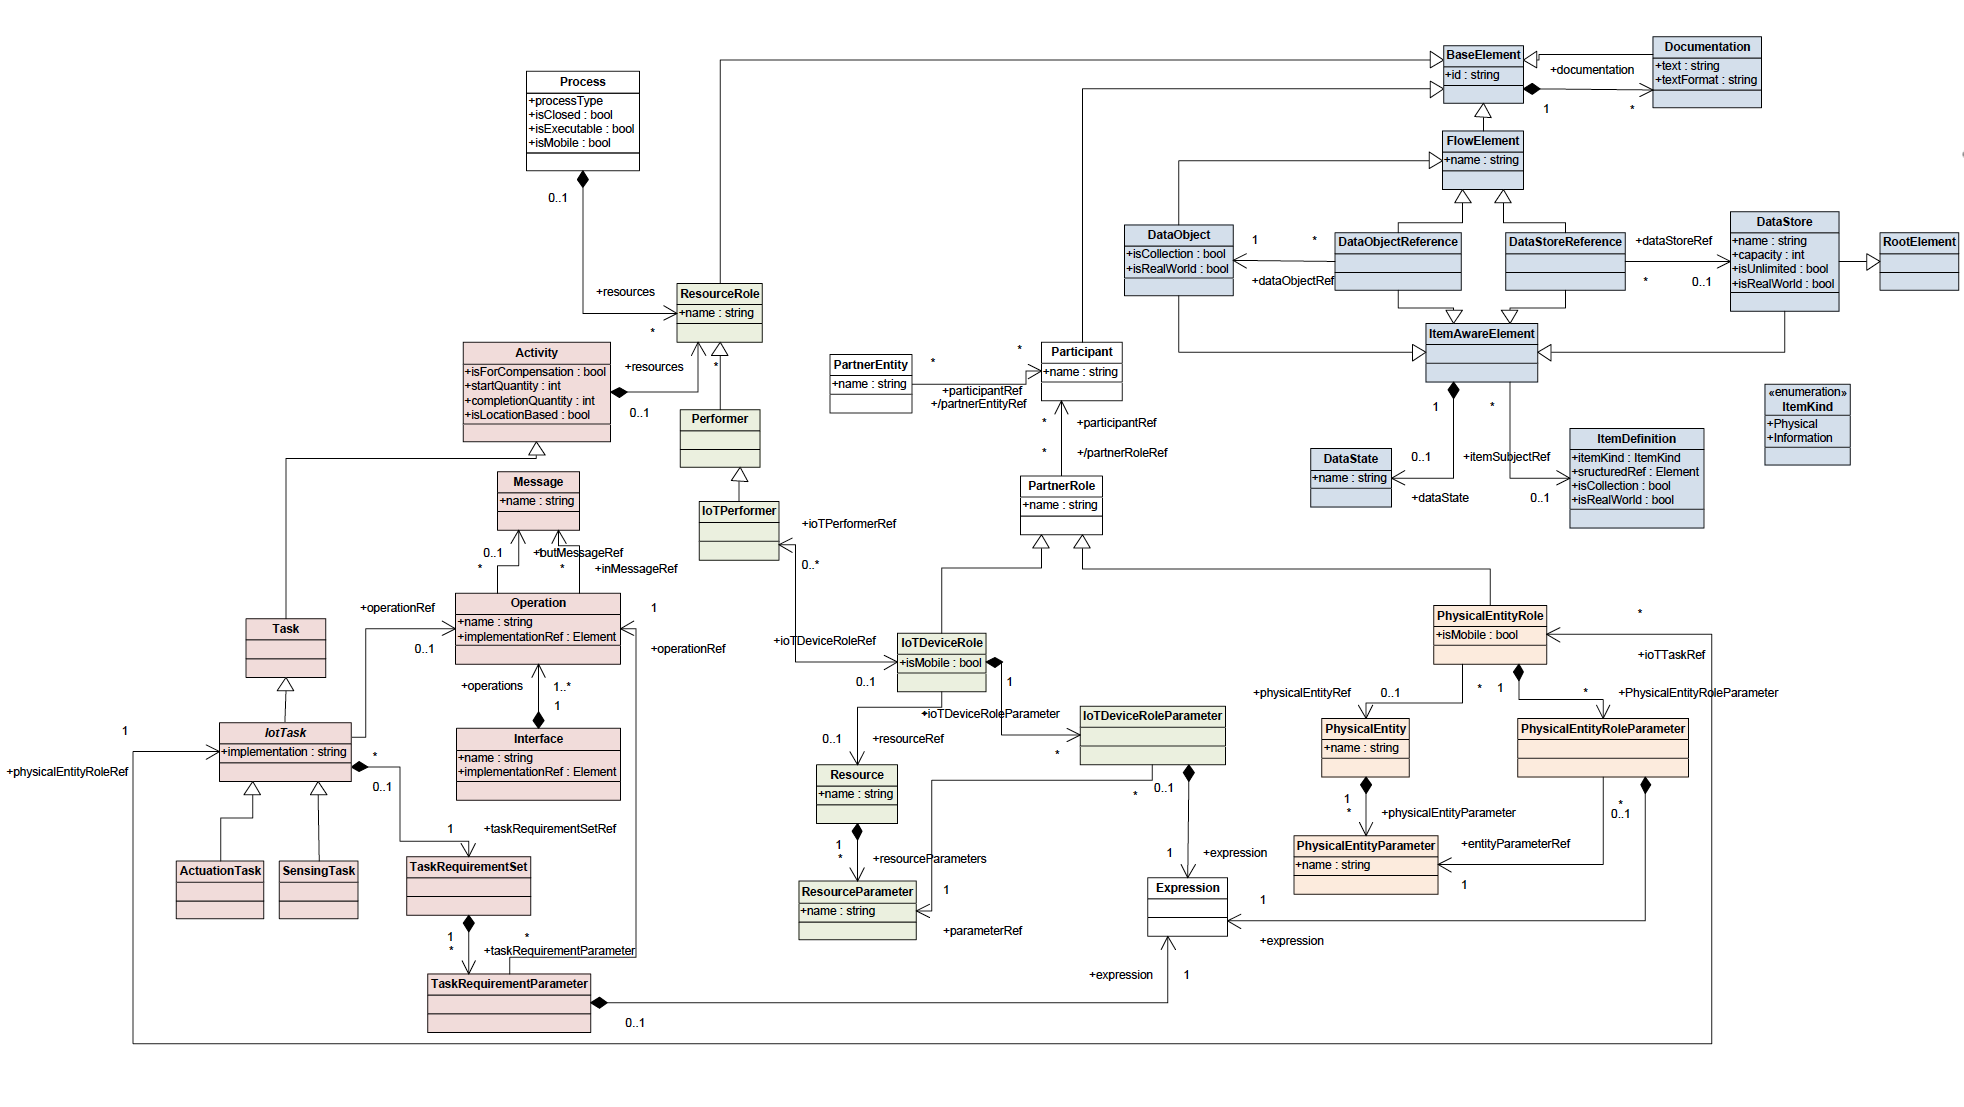 BaseElement
+id : string
Documentation
+text : string
+textFormat : string
+documentation
1
*
Process
+processType
+isClosed : bool
+isExecutable : bool
+isMobile : bool
0..1
FlowElement
+name : string
DataObject
+isCollection : bool
+isRealWorld : bool
1
*
+dataObjectRef
DataObjectReference
DataStoreReference
+dataStoreRef
*
0..1
DataStore
+name : string
+capacity : int
+isUnlimited : bool
+isRealWorld : bool
RootElement
+resources
*
ResourceRole
+name : string
ItemAwareElement
Activity
+isForCompensation : bool
+startQuantity : int
+completionQuantity : int
+isLocationBased : bool
+resources
*
0..1
PartnerEntity
+name : string
*
*
+participantRef
+/partnerEntityRef
Participant
+name : string
«enumeration»
ItemKind
+Physical
+Information
Performer
*
+participantRef
*
+/partnerRoleRef
1
*
DataState
+name : string
0..1
+dataState
+itemSubjectRef
0..1
ItemDefinition
+itemKind : ItemKind
+sructuredRef : Element
+isCollection : bool
+isRealWorld : bool
Message
+name : string
PartnerRole
+name : string
IoTPerformer
+ioTPerformerRef
0..*
0..1
+outMessageRef
*
*
+inMessageRef
Operation
+name : string
+implementationRef : Element
+operationRef
0..1
1
+operationRef
Task
+ioTDeviceRoleRef
0..1
IoTDeviceRole
+isMobile : bool
1
PhysicalEntityRole
+isMobile : bool
*
+ioTTaskRef
+operations
1..*
1
Interface
+name : string
+implementationRef : Element
+physicalEntityRef
0..1
*
1
*
+PhysicalEntityRoleParameter
*
+ioTDeviceRoleParameter
*
IoTDeviceRoleParameter
0..1
+resourceRef
1
+physicalEntityRoleRef
IotTask
+implementation : string
*
0..1
PhysicalEntity
+name : string
PhysicalEntityRoleParameter
Resource
+name : string
*
0..1
1
*
+physicalEntityParameter
*
0..1
1
+taskRequirementSetRef
1
*
+resourceParameters
1
+expression
PhysicalEntityParameter
+name : string
+entityParameterRef
1
ActuationTask
SensingTask
TaskRequirementSet
ResourceParameter
+name : string
1
+parameterRef
Expression
1
+expression
1
*
*
+taskRequirementParameter
TaskRequirementParameter
0..1
+expression
1